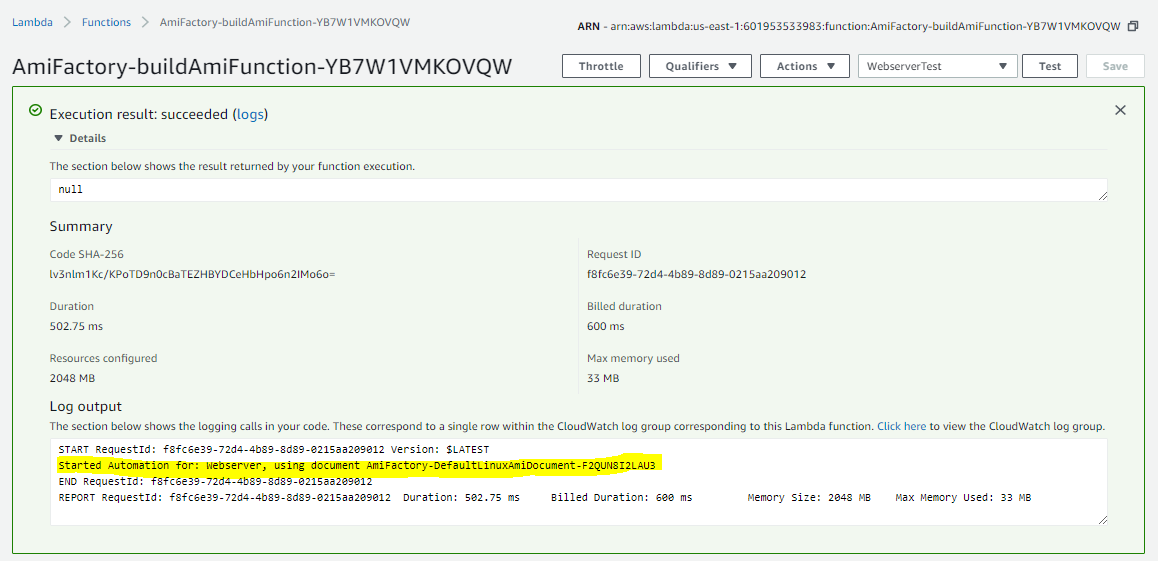 Lambda > Functions > AmiFactory-buildAmiFunction-YB7W1VMKOVQW
ARN - arn:aws:lambda:us-east-1:601953533983:function:AmiFactory-buildAmiFunction-YB7W1VMKOVQW
AmiFactory-buildAmiFunction-YB7W1VMKOVQW
Throttle Qualifiers Actions WebserverTest Test Save
Execution result: succeeded (logs)
Details
The section below shows the result returned by your function execution.
null
Summary
Code SHA-256
lv3nlm1Kc/KPoTD9n0cBaTEZHBYDCeHbHpo6n2IMo6o=
Request ID
f8fc6e39-72d4-4b89-8d89-0215aa209012
Duration
502.75 ms
Billed duration
600 ms
Resources configured
2048 MB
Max memory used
33 MB
Log output
The section below shows the logging calls in your code. These correspond to a single row within the CloudWatch log group corresponding to this Lambda function. Click here to view the CloudWatch log group.
START RequestId: f8fc6e39-72d4-4b89-8d89-0215aa209012 Version: $LATEST
Started Automation for: Webserver, using document AmiFactory-DefaultLinuxAmiDocument-F2QUN8I2LAU3
END RequestId: f8fc6e39-72d4-4b89-8d89-0215aa209012
REPORT RequestId: f8fc6e39-72d4-4b89-8d89-0215aa209012 Duration: 502.75 ms Billed Duration: 600 ms Memory Size: 2048 MB Max Memory Used: 33 MB